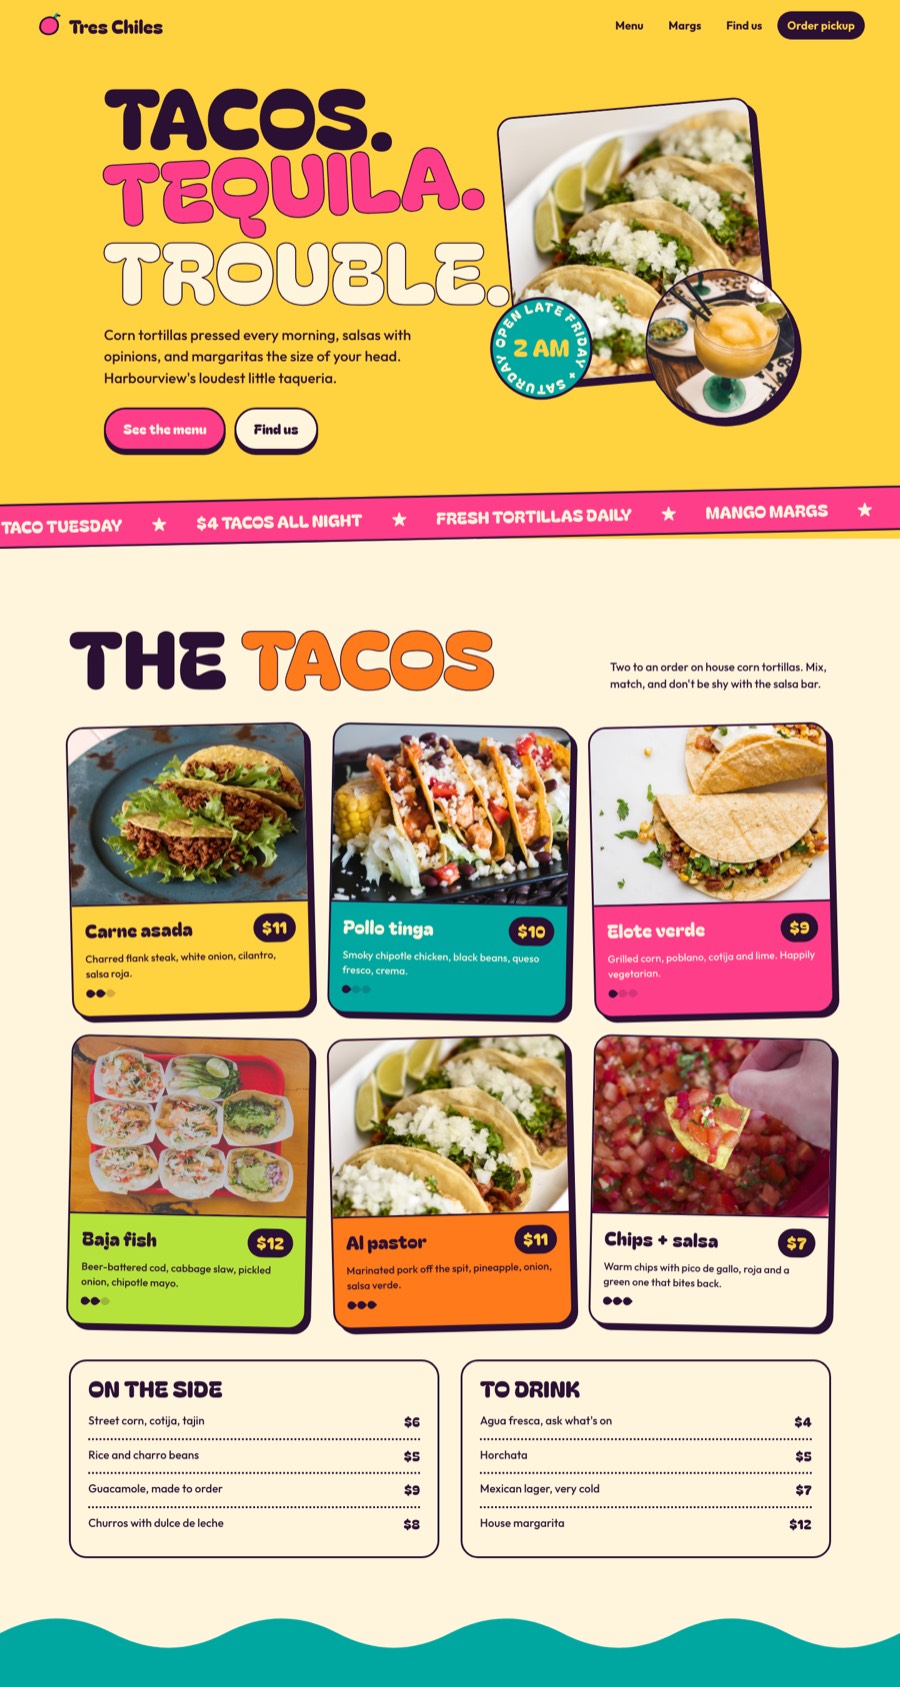 Tres Chiles
Menu
Margs
Find us
Order pickup
TACOS.
TEQUILA.
TROUBLE.
Corn tortillas pressed every morning, salsas with
opinions, and margaritas the size of your head.
Harbourview's loudest little taqueria.
See the menu
Find us
OPEN LATE FRIDAY + SATURDAY
2 AM
TACO TUESDAY ★ $4 TACOS ALL NIGHT ★ FRESH TORTILLAS DAILY ★ MANGO MARGS ★
THE TACOS
Two to an order on house corn tortillas. Mix,
match, and don't be shy with the salsa bar.
Carne asada
$11
Charred flank steak, white onion, cilantro,
salsa roja.
Pollo tinga
$10
Smoky chipotle chicken, black beans, queso
fresco, crema.
Elote verde
$9
Grilled corn, poblano, cotija and lime. Happily
vegetarian.
Baja fish
$12
Beer-battered cod, cabbage slaw, pickled
onion, chipotle mayo.
Al pastor
$11
Marinated pork off the spit, pineapple, onion,
salsa verde.
Chips + salsa
$7
Warm chips with pico de gallo, roja and a
green one that bites back.
ON THE SIDE
Street corn, cotija, tajin $6
Rice and charro beans $5
Guacamole, made to order $9
Churros with dulce de leche $8
TO DRINK
Agua fresca, ask what's on $4
Horchata $5
Mexican lager, very cold $7
House margarita $12